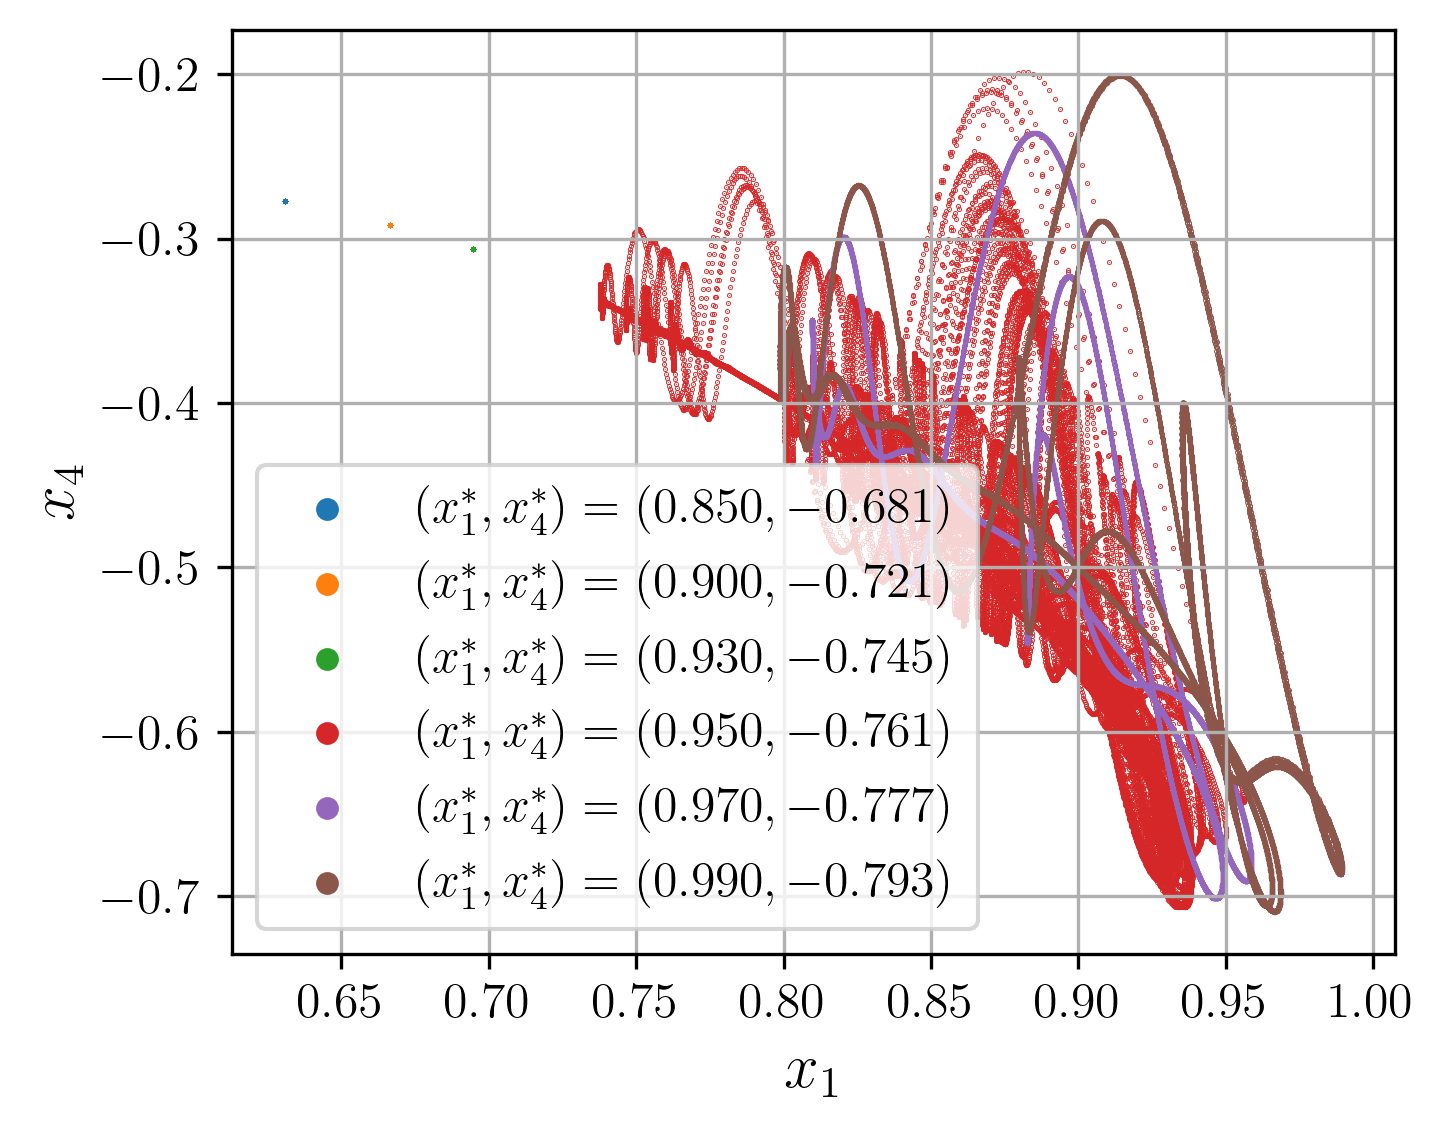 −0.2
−0.3
−0.4
−0.5
−0.6
−0.7
x₄
(x₁*, x₄*) = (0.850, −0.681)
(x₁*, x₄*) = (0.900, −0.721)
(x₁*, x₄*) = (0.930, −0.745)
(x₁*, x₄*) = (0.950, −0.761)
(x₁*, x₄*) = (0.970, −0.777)
(x₁*, x₄*) = (0.990, −0.793)
0.65 0.70 0.75 0.80 0.85 0.90 0.95 1.00
x₁